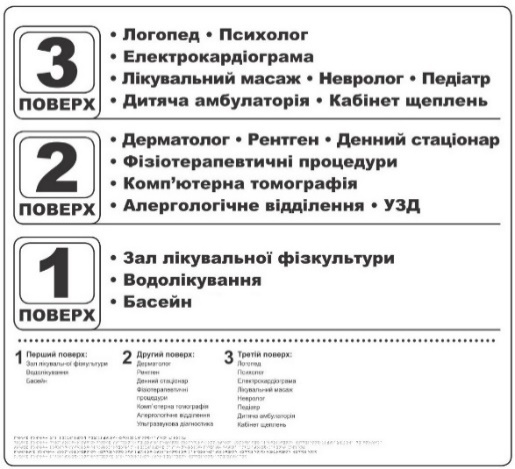 3
ПОВЕРХ
• Логопед • Психолог
• Електрокардіограма
• Лікувальний масаж • Невролог • Педіатр
• Дитяча амбулаторія • Кабінет щеплень
2
ПОВЕРХ
• Дерматолог • Рентген • Денний стаціонар
• Фізіотерапевтичні процедури
• Комп’ютерна томографія
• Алергологічне відділення • УЗД
1
ПОВЕРХ
• Зал лікувальної фізкультури
• Водолікування
• Басейн
1 Перший поверх:
Зал лікувальної фізкультури
Водолікування
Басейн
2 Другий поверх:
Дерматолог
Рентген
Денний стаціонар
Фізіотерапевтичні
процедури
Комп'ютерна томографія
Алергологічне відділення
Ультразвукова діагностика
3 Третій поверх:
Логопед
Психолог
Електрокардіограма
Лікувальний масаж
Невролог
Педіатр
Дитяча амбулаторія
Кабінет щеплень